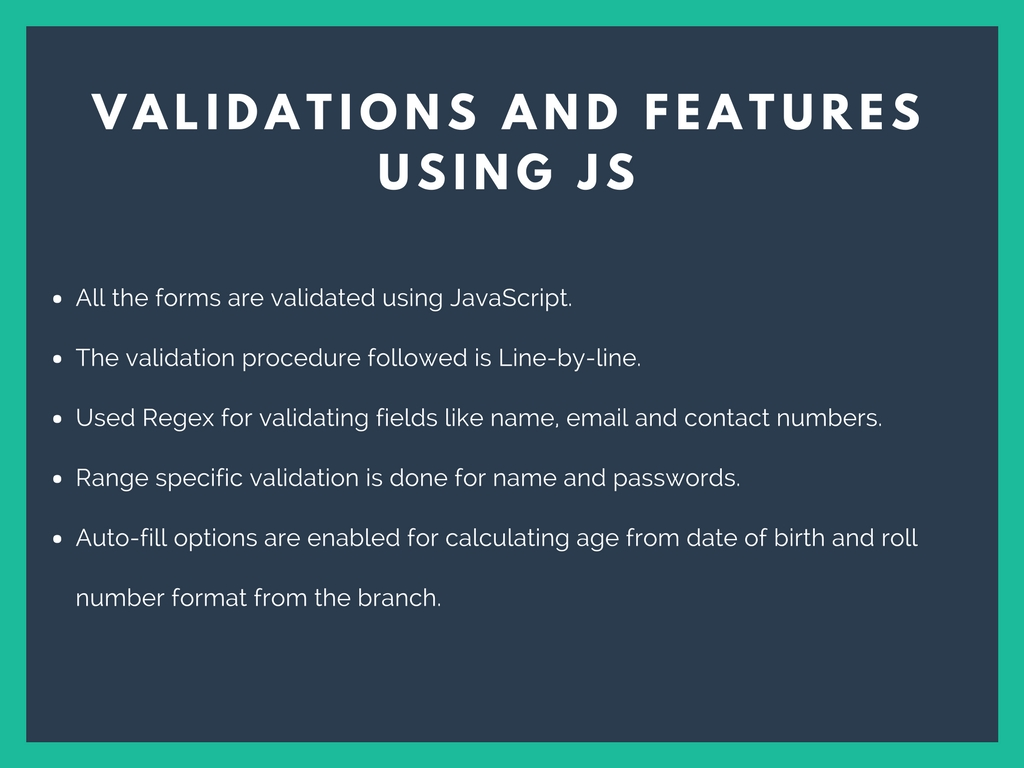 VALIDATIONS AND FEATURES
USING JS
• All the forms are validated using JavaScript.
• The validation procedure followed is Line-by-line.
• Used Regex for validating fields like name, email and contact numbers.
• Range specific validation is done for name and passwords.
• Auto-fill options are enabled for calculating age from date of birth and roll
number format from the branch.